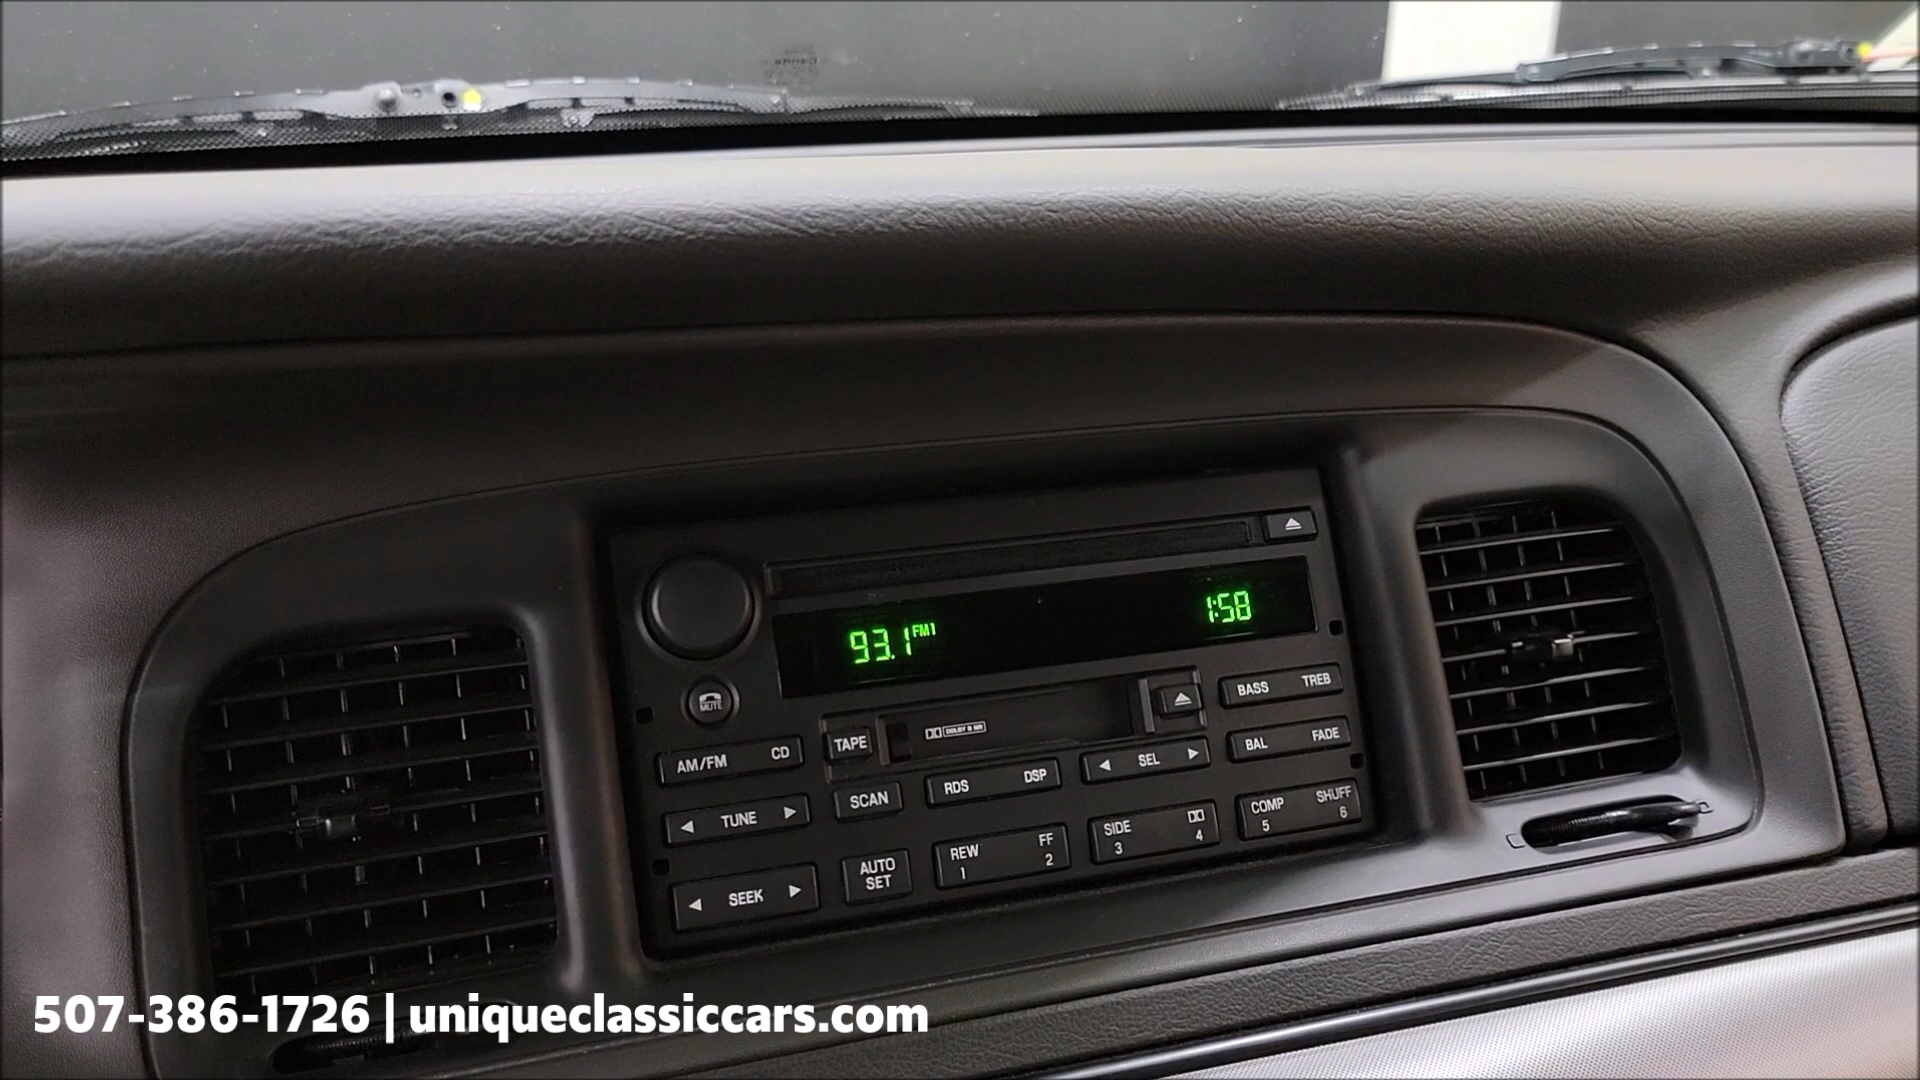 93.1 FM1
1:58
MUTE
BASS TREB
TAPE
DOLBY B NR
AM/FM CD
BAL FADE
SCAN
RDS DSP
SEL
TUNE
COMP SHUFF
5 6
SIDE
3 4
REW FF
1 2
AUTO
SET
SEEK
507-386-1726 | uniqueclassiccars.com